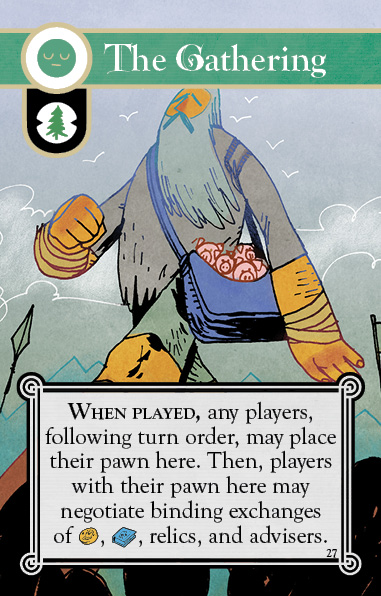 The Gathering
WHEN PLAYED, any players,
following turn order, may place
their pawn here. Then, players
with their pawn here may
negotiate binding exchanges
of , , relics, and advisers.
27